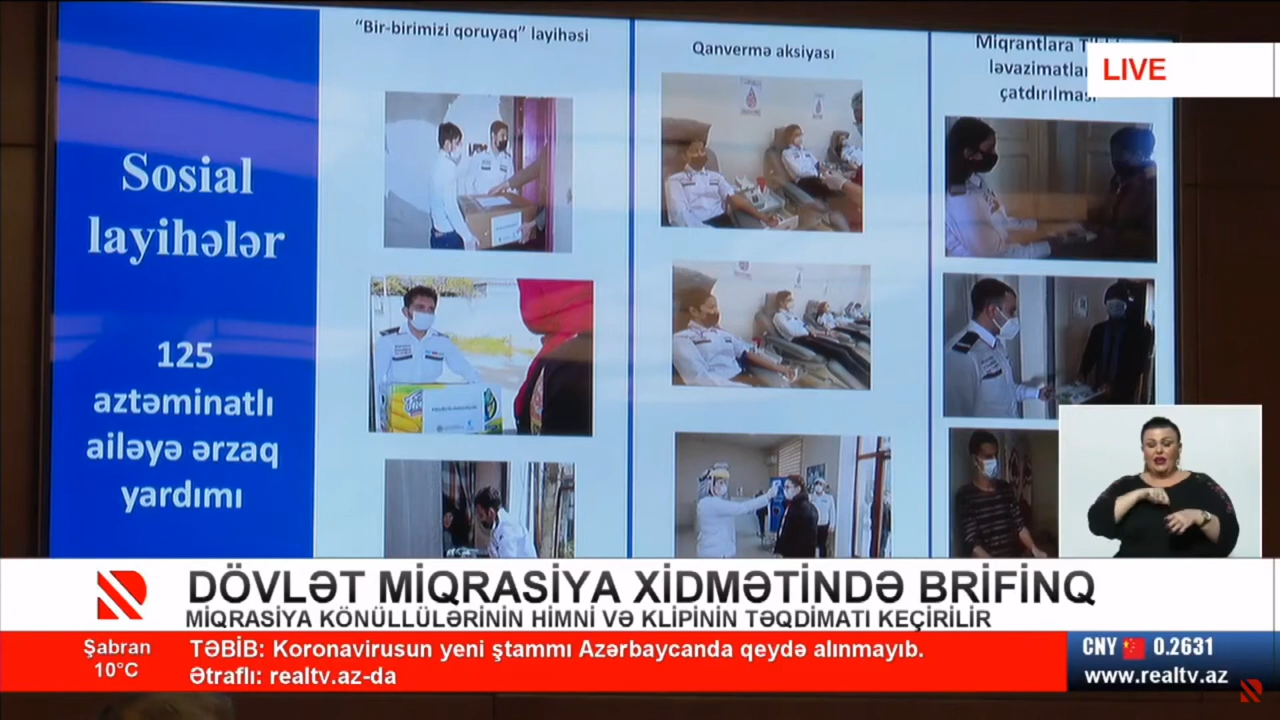 “Bir-birimizi qoruyaq” layihəsi
Qanvermə aksiyası
Miqrantlara
ləvazimatlar
çatdırılması
LIVE
Sosial
layihələr
125
aztəminatlı
ailəyə ərzaq
yardımı
DÖVLƏT MİQRASİYA XİDMƏTİNDƏ BRİFİNQ
MİQRASİYA KÖNÜLLÜLƏRİNİN HİMNİ VƏ KLİPİNİN TƏQDİMATI KEÇİRİLİR
Şabran
10°C
TƏBİB: Koronavirusun yeni ştammı Azərbaycanda qeydə alınmayıb.
Ətraflı: realtv.az-da
CNY 0.2631
www.realtv.az